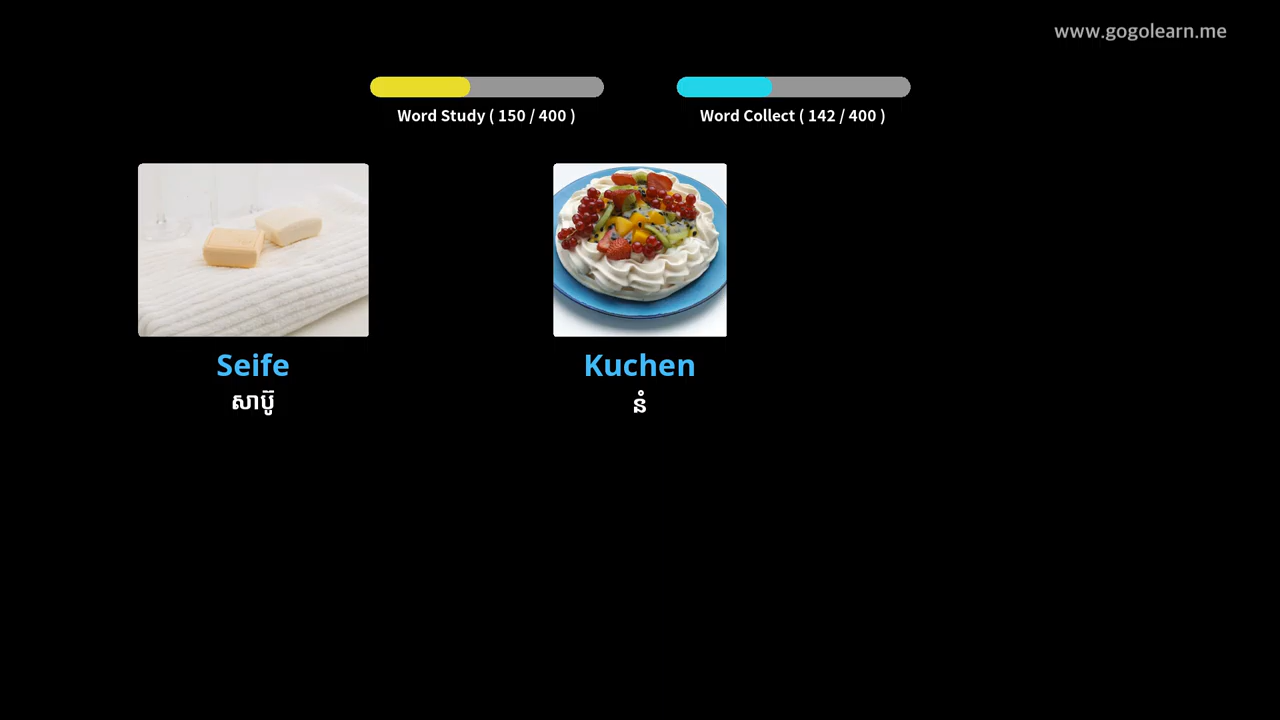 www.gogolearn.me
Word Study ( 150 / 400 )
Word Collect ( 142 / 400 )
Seife
Kuchen
សាប៊ូ
នំ